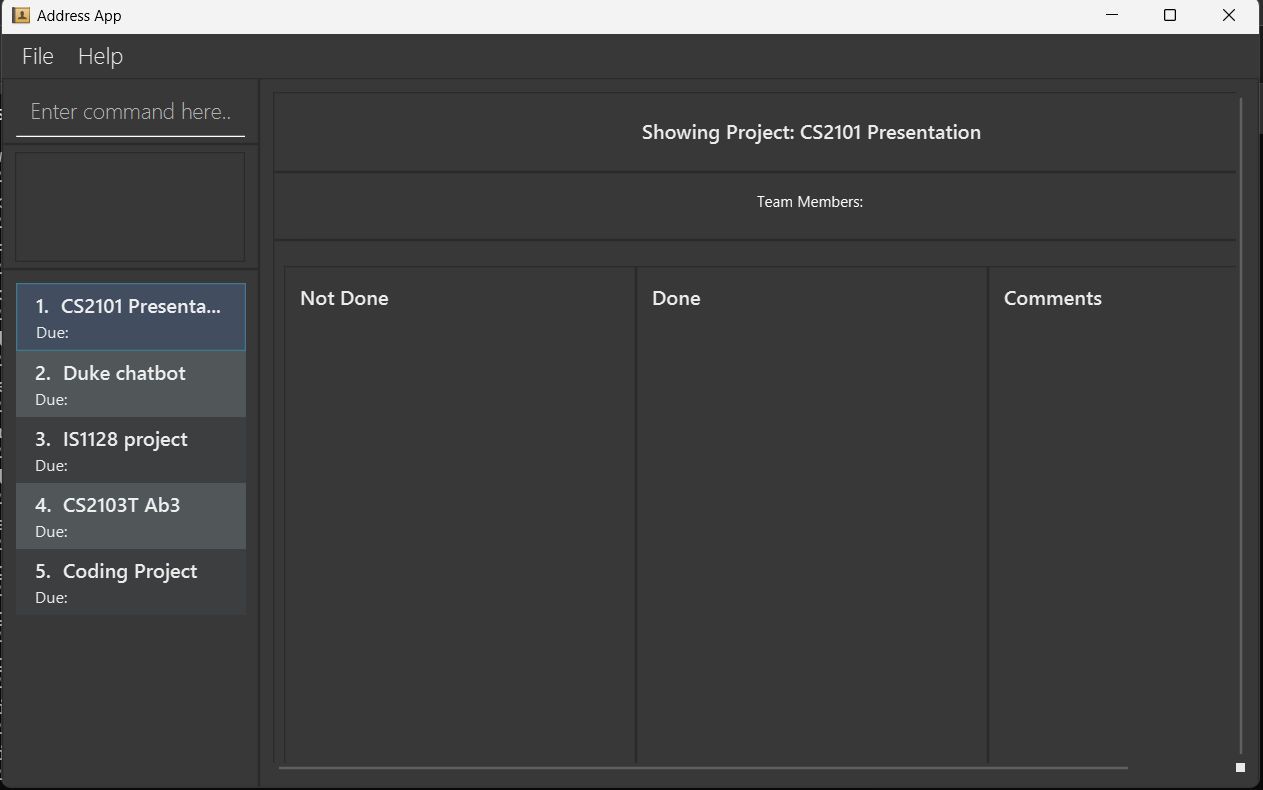 Address App
File Help
Enter command here..
1. CS2101 Presenta...
Due:
2. Duke chatbot
Due:
3. IS1128 project
Due:
4. CS2103T Ab3
Due:
5. Coding Project
Due:
Showing Project: CS2101 Presentation
Team Members:
Not Done
Done
Comments